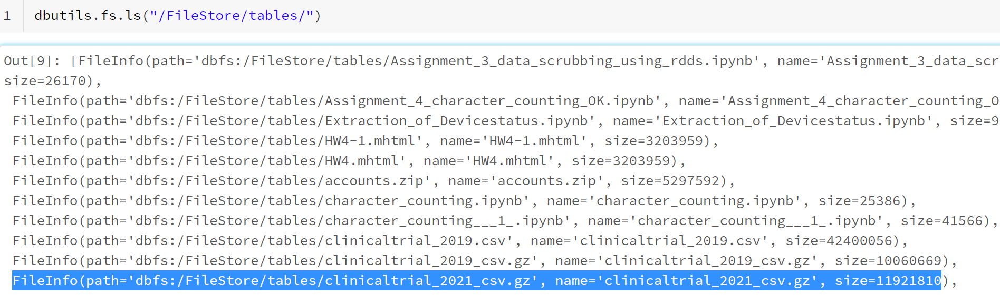 1 dbutils.fs.ls("/FileStore/tables/")
Out[9]: [FileInfo(path='dbfs:/FileStore/tables/Assignment_3_data_scrubbing_using_rdds.ipynb', name='Assignment_3_data_scr
size=26170),
FileInfo(path='dbfs:/FileStore/tables/Assignment_4_character_counting_OK.ipynb', name='Assignment_4_character_counting_O
FileInfo(path='dbfs:/FileStore/tables/Extraction_of_Devicestatus.ipynb', name='Extraction_of_Devicestatus.ipynb', size=9
FileInfo(path='dbfs:/FileStore/tables/HW4-1.mhtml', name='HW4-1.mhtml', size=3203959),
FileInfo(path='dbfs:/FileStore/tables/HW4.mhtml', name='HW4.mhtml', size=3203959),
FileInfo(path='dbfs:/FileStore/tables/accounts.zip', name='accounts.zip', size=5297592),
FileInfo(path='dbfs:/FileStore/tables/character_counting.ipynb', name='character_counting.ipynb', size=25386),
FileInfo(path='dbfs:/FileStore/tables/character_counting___1_.ipynb', name='character_counting___1_.ipynb', size=41566),
FileInfo(path='dbfs:/FileStore/tables/clinicaltrial_2019.csv', name='clinicaltrial_2019.csv', size=42400056),
FileInfo(path='dbfs:/FileStore/tables/clinicaltrial_2019_csv.gz', name='clinicaltrial_2019_csv.gz', size=10060669),
FileInfo(path='dbfs:/FileStore/tables/clinicaltrial_2021_csv.gz', name='clinicaltrial_2021_csv.gz', size=11921810),